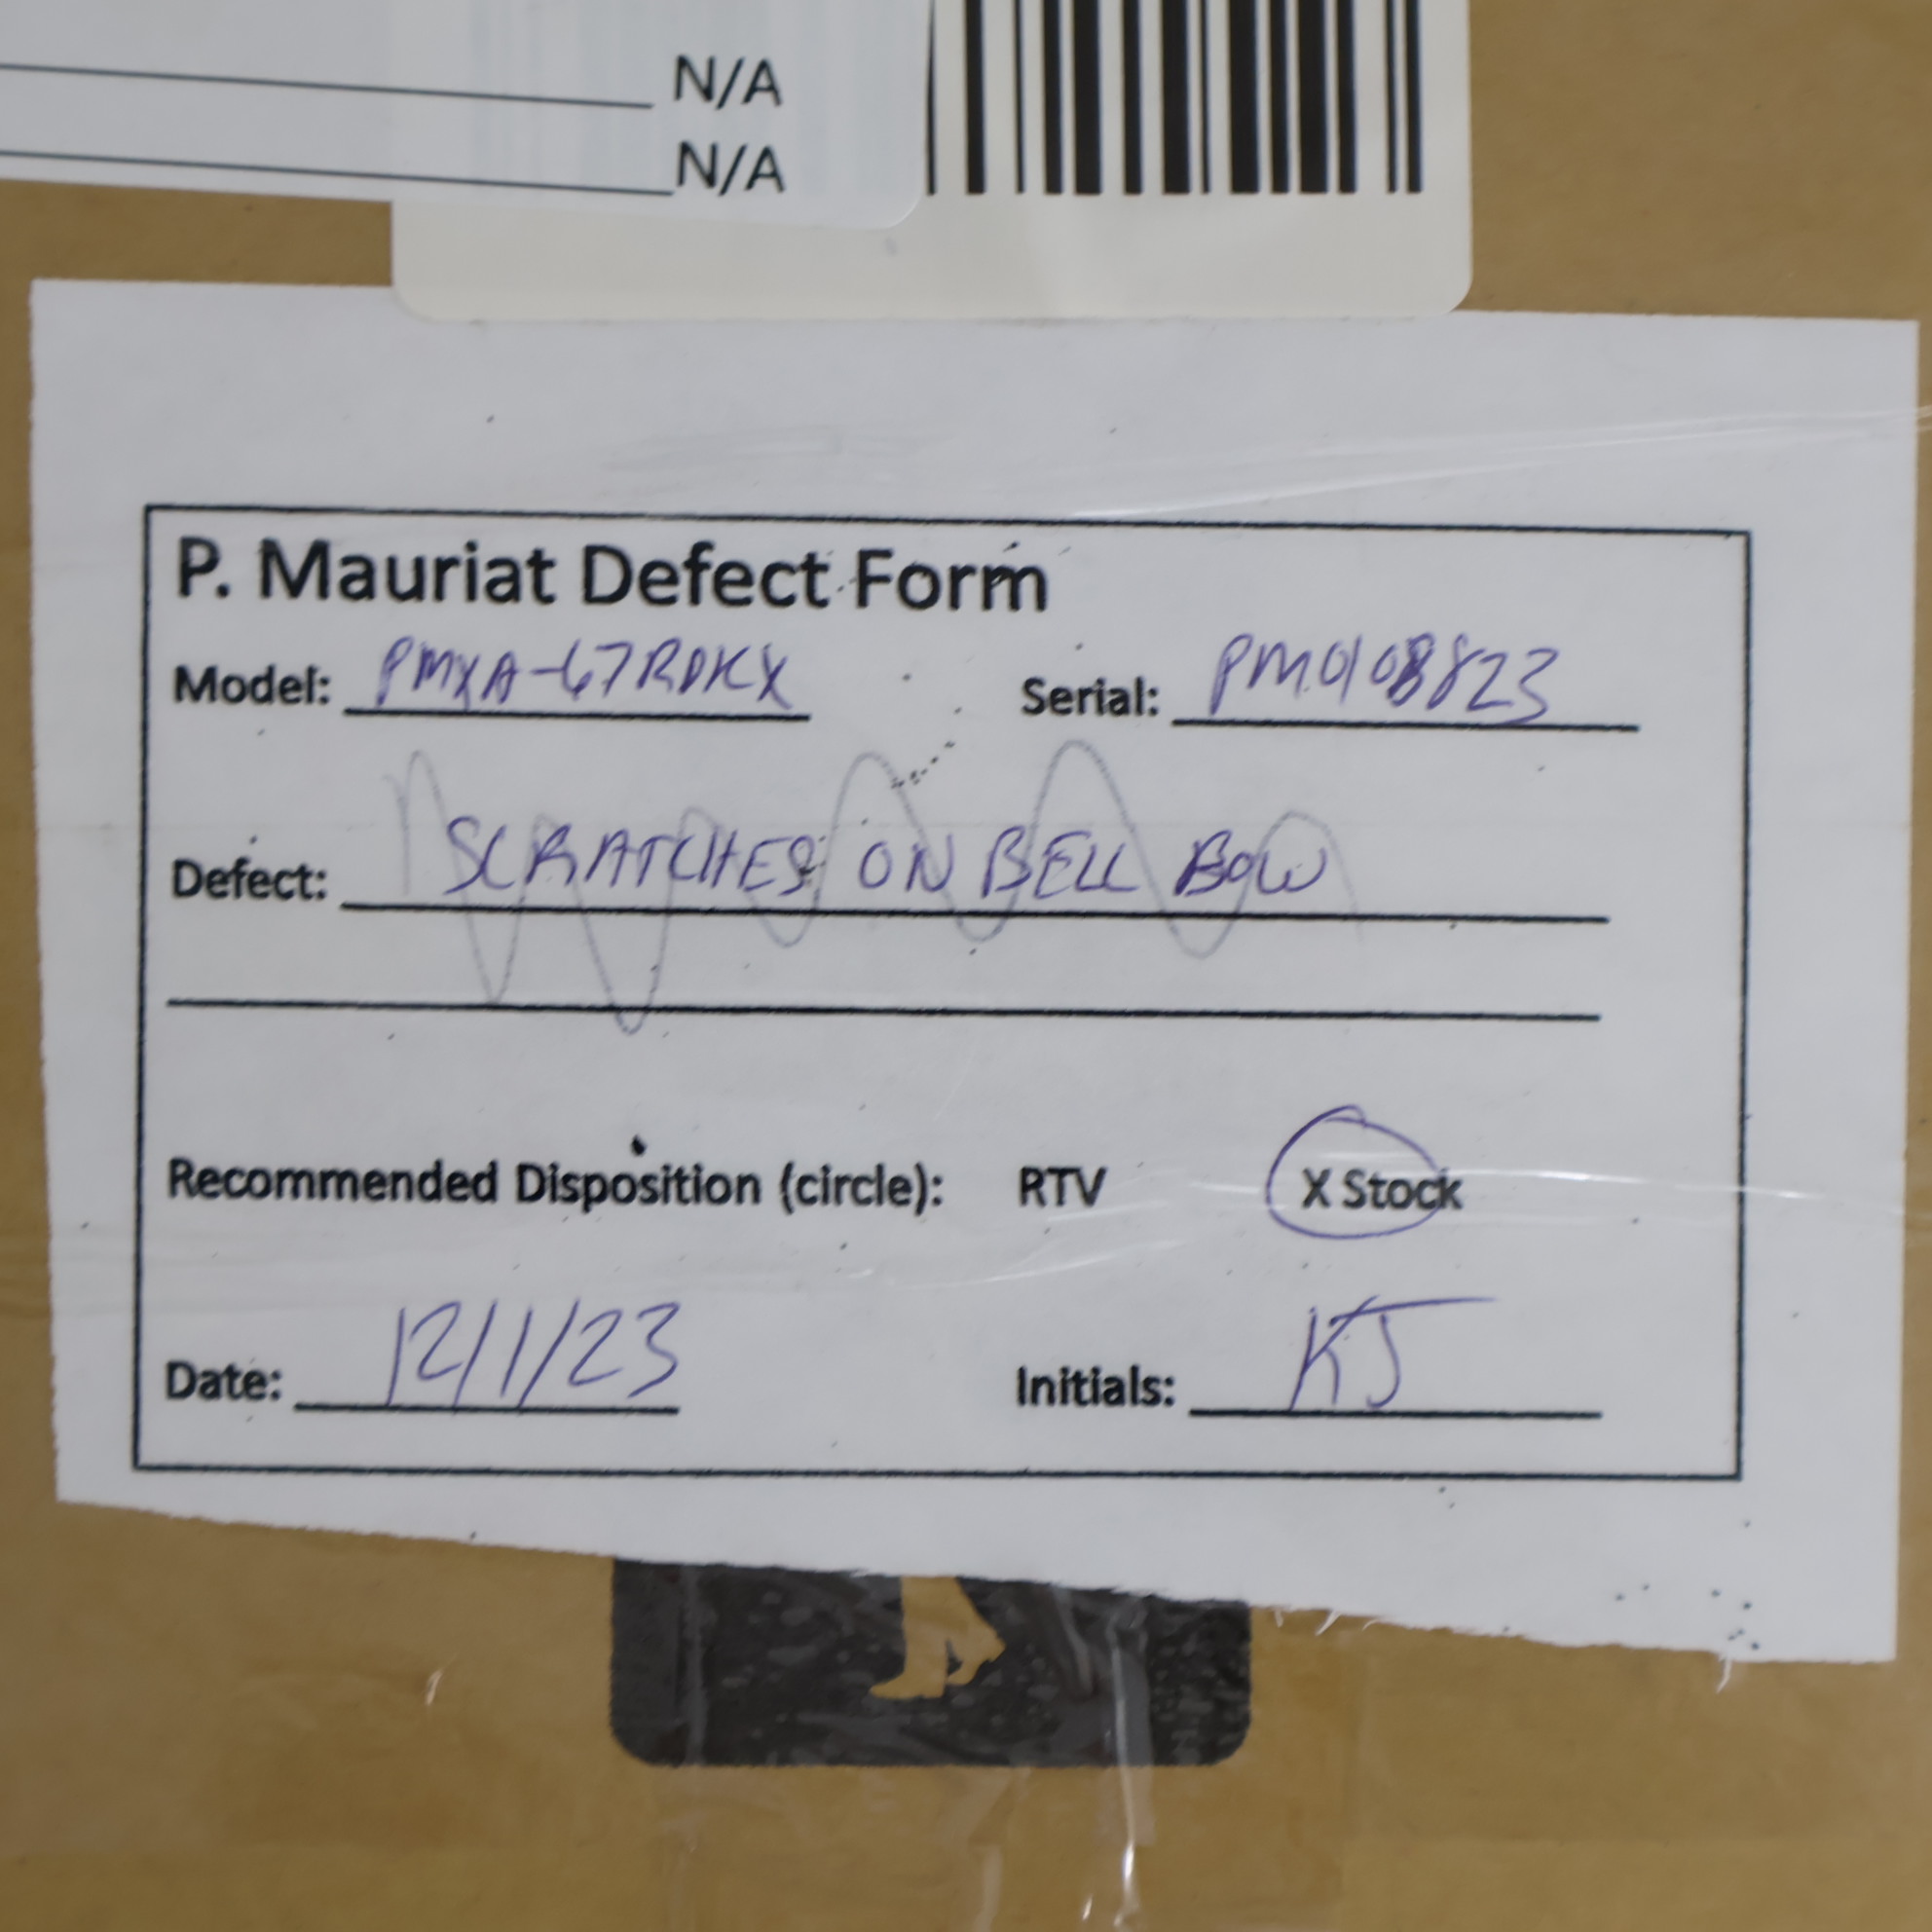 N/A
N/A
P. Mauriat Defect Form
Model: PMXA-67RDKX Serial: PM0108823
Defect: SCRATCHES ON BELL BOW
Recommended Disposition (circle): RTV X Stock
Date: 12/1/23 Initials: KJ